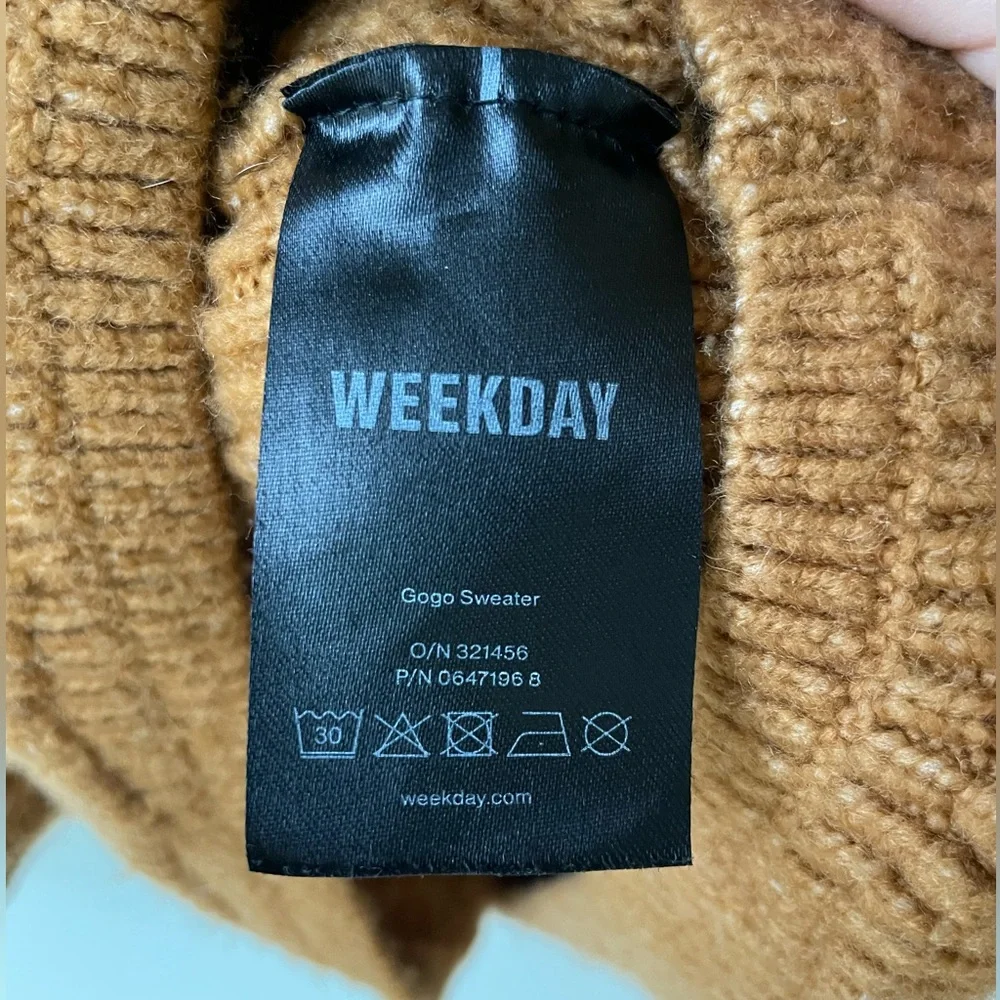 WEEKDAY
Gogo Sweater
O/N 321456
P/N 0647196 8
30
weekday.com